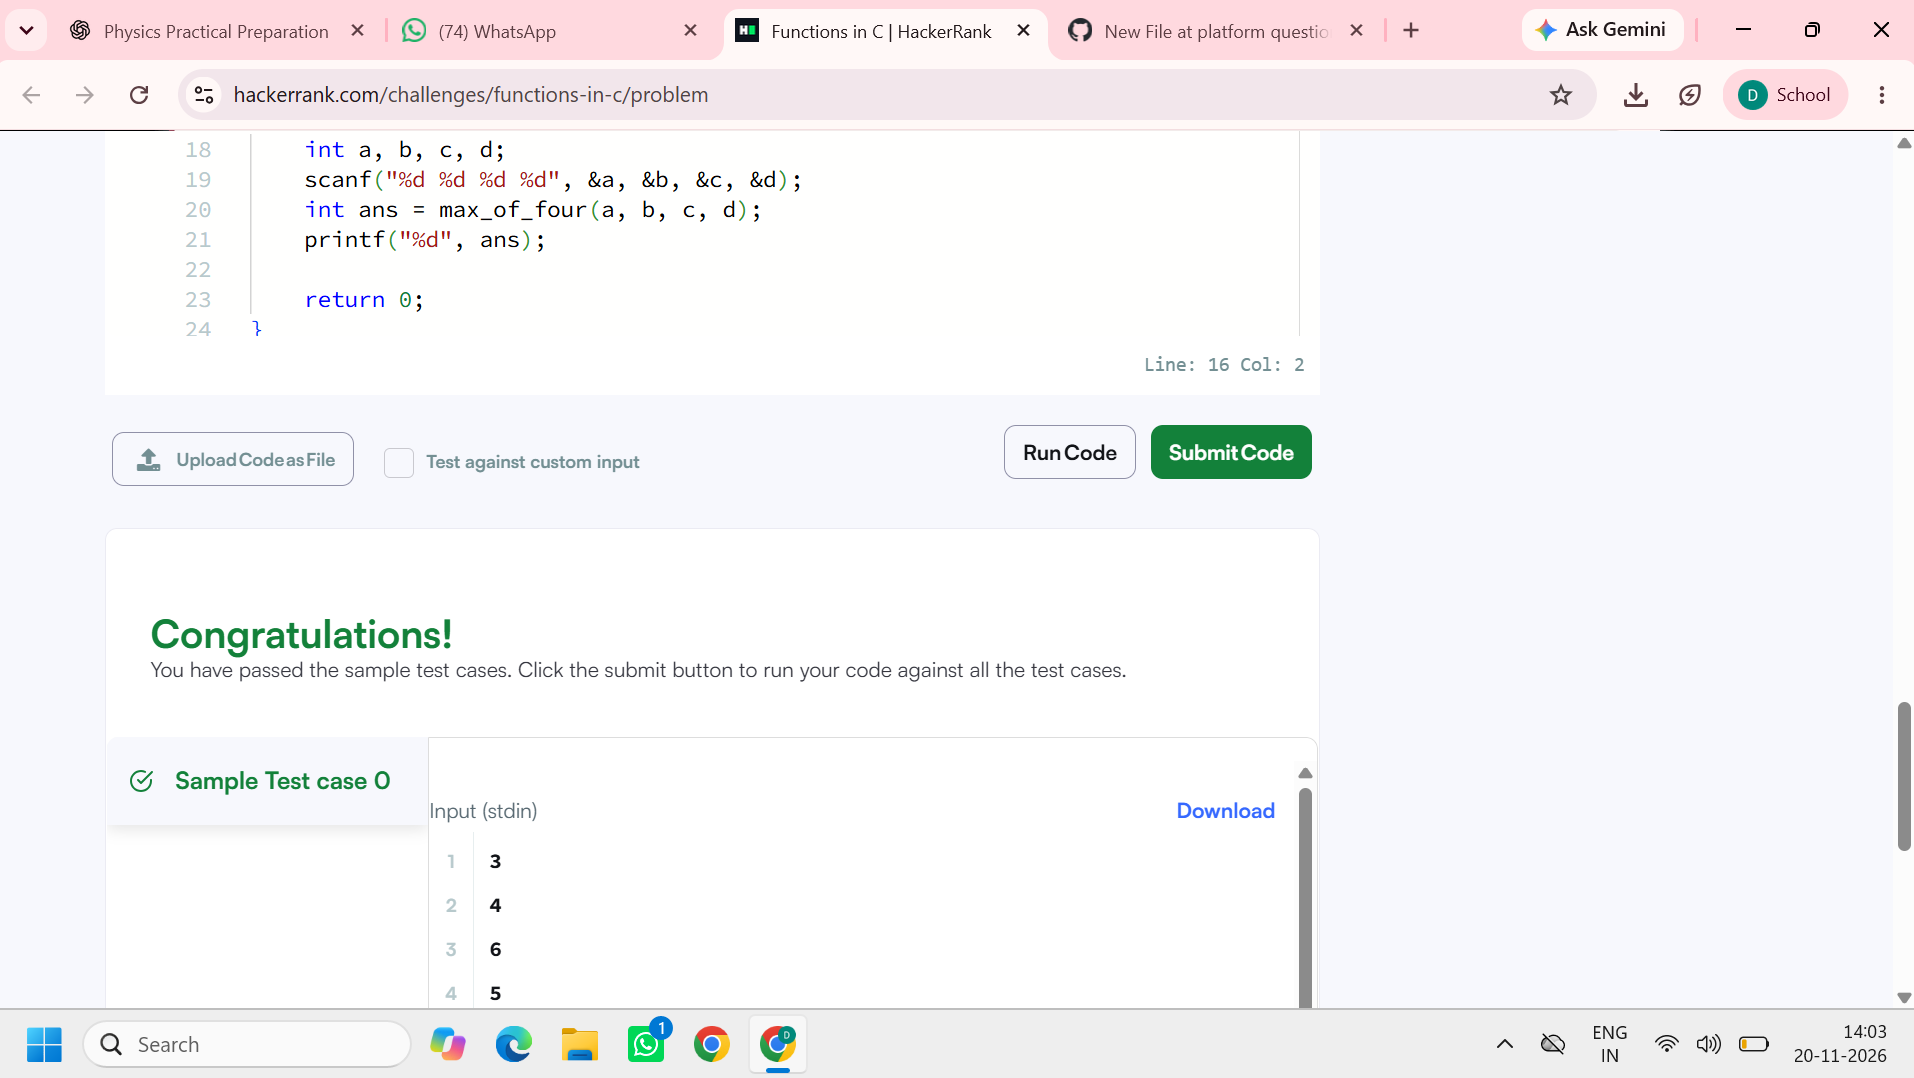 Physics Practical Preparation
(74) WhatsApp
Functions in C | HackerRank
New File at platform questio
Ask Gemini
hackerrank.com/challenges/functions-in-c/problem
D School
18 int a, b, c, d;
19 scanf("%d %d %d %d", &a, &b, &c, &d);
20 int ans = max_of_four(a, b, c, d);
21 printf("%d", ans);
22
23 return 0;
24 }
Line: 16 Col: 2
Upload Code as File
Test against custom input
Run Code
Submit Code
Congratulations!
You have passed the sample test cases. Click the submit button to run your code against all the test cases.
Sample Test case 0
Input (stdin)
Download
1 3
2 4
3 6
4 5
Search
1
D
ENG
IN
14:03
20-11-2026